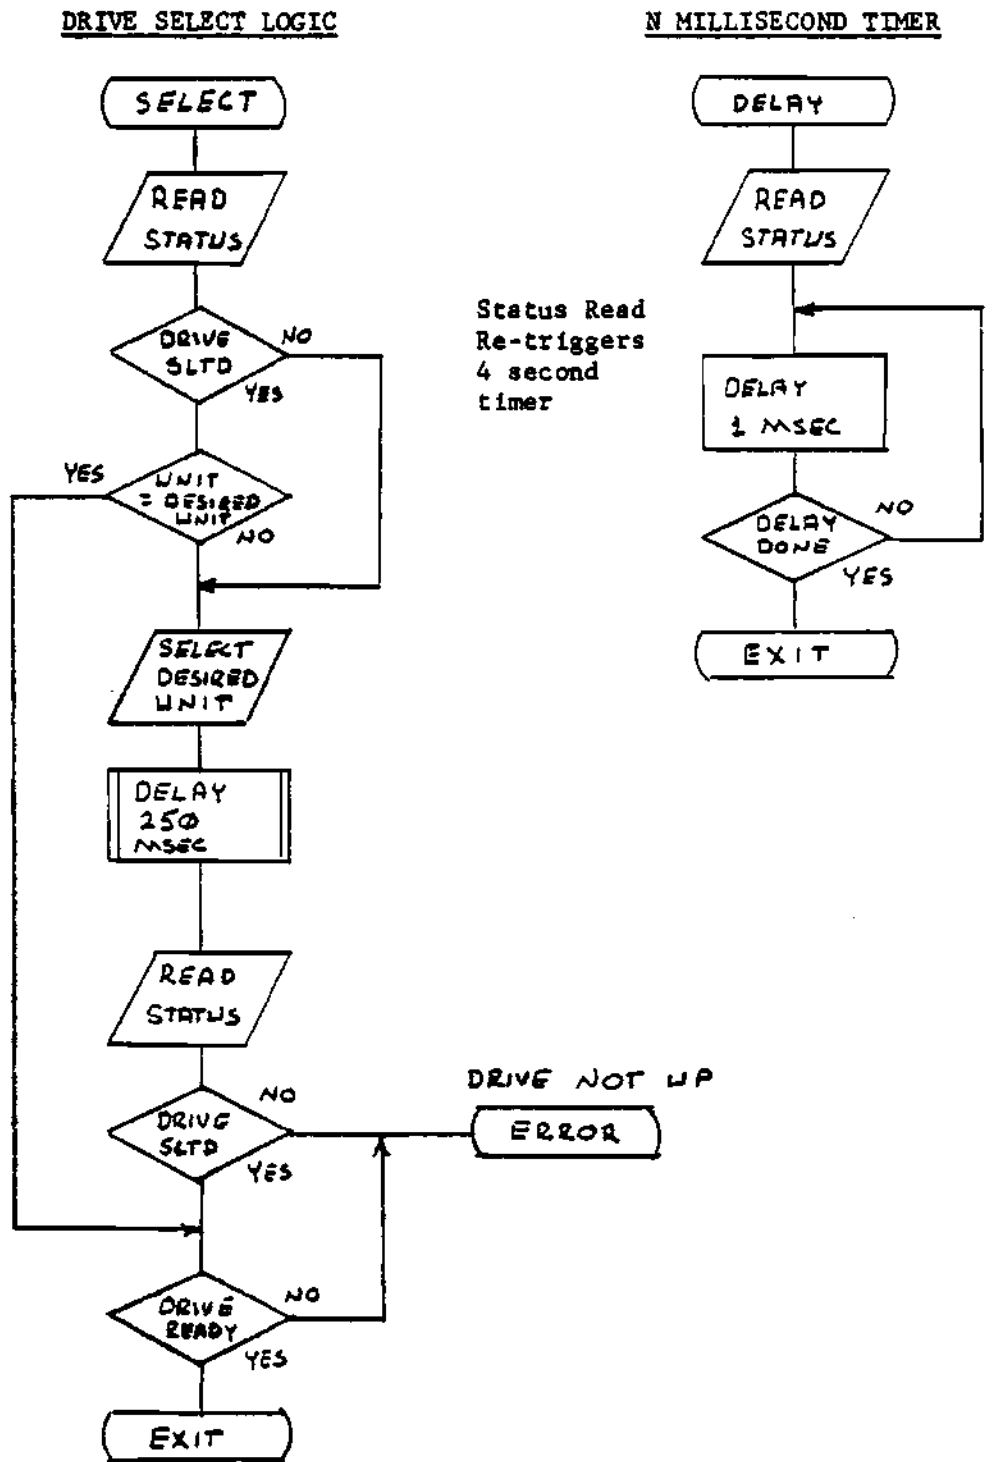 DRIVE SELECT LOGIC
SELECT
READ
STATUS
DRIVE
SLTD
NO
YES
YES
UNIT
= DESIRED
UNIT
NO
SELECT
DESIRED
UNIT
DELAY
250
MSEC
READ
STATUS
DRIVE
SLTD
NO
YES
DRIVE NOT UP
ERROR
DRIVE
READY
NO
YES
EXIT
N MILLISECOND TIMER
DELAY
READ
STATUS
Status Read
Re-triggers
4 second
timer
DELAY
1 MSEC
DELAY
DONE
NO
YES
EXIT